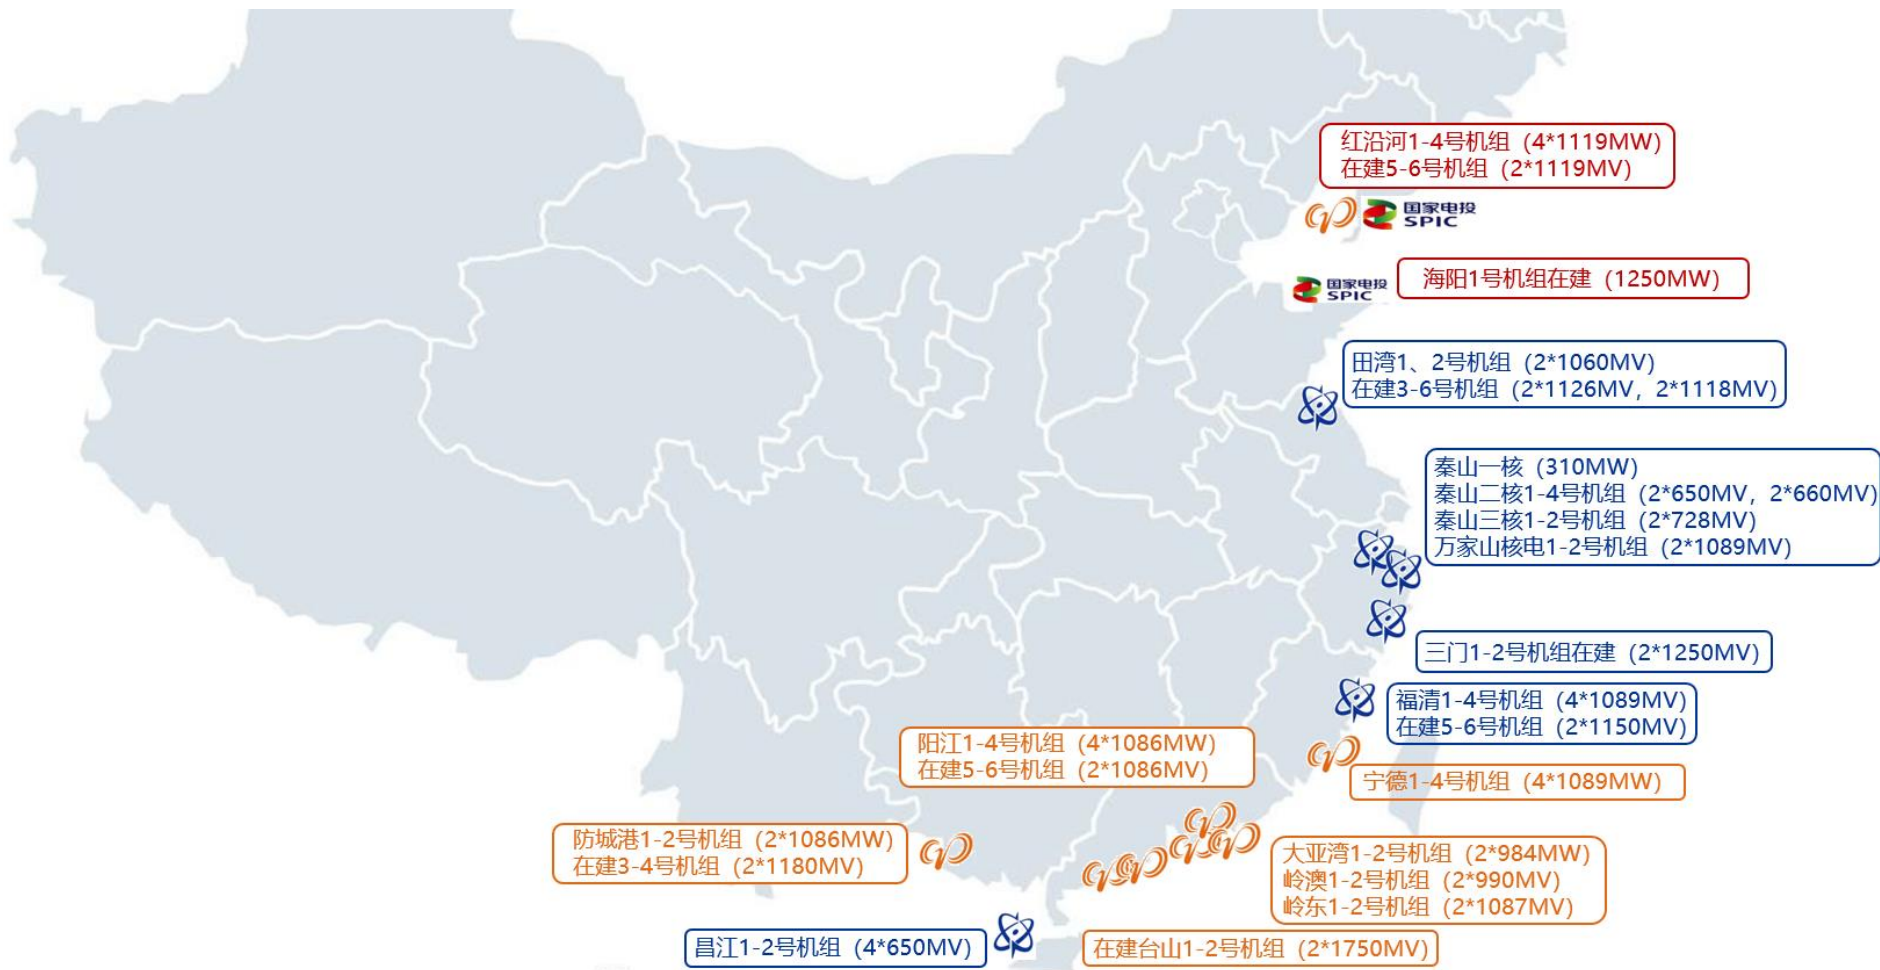 红沿河1-4号机组（4*1119MW）
在建5-6号机组（2*1119MV）
国家电投
SPIC
国家电投
SPIC
海阳1号机组在建（1250MW）
田湾1、2号机组（2*1060MV）
在建3-6号机组（2*1126MV，2*1118MV）
秦山一核（310MW）
秦山二核1-4号机组（2*650MV，2*660MV）
秦山三核1-2号机组（2*728MV）
万家山核电1-2号机组（2*1089MV）
三门1-2号机组在建（2*1250MV）
福清1-4号机组（4*1089MV）
在建5-6号机组（2*1150MV）
阳江1-4号机组（4*1086MW）
在建5-6号机组（2*1086MV）
宁德1-4号机组（4*1089MW）
防城港1-2号机组（2*1086MW）
在建3-4号机组（2*1180MV）
大亚湾1-2号机组（2*984MW）
岭澳1-2号机组（2*990MV）
岭东1-2号机组（2*1087MV）
昌江1-2号机组（4*650MV）
在建台山1-2号机组（2*1750MV）